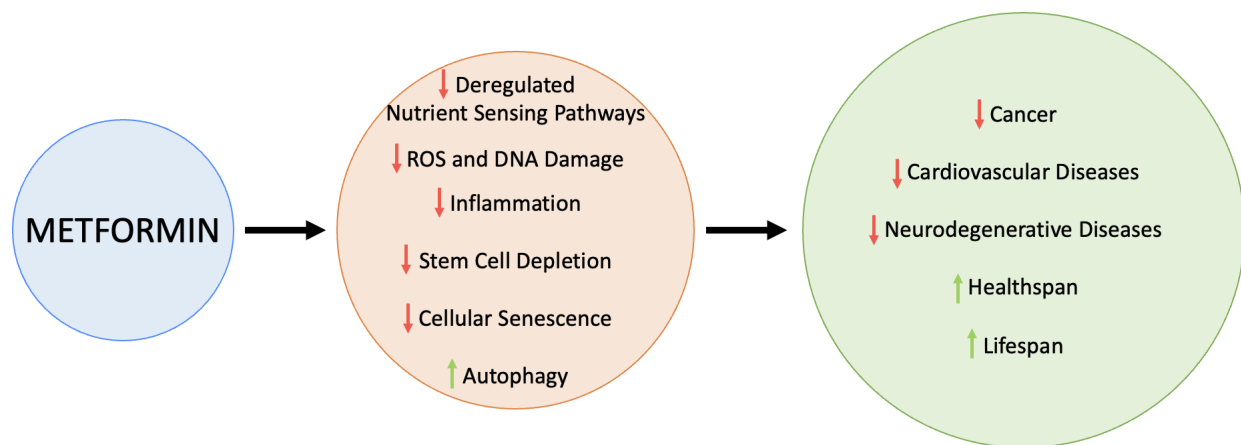 METFORMIN
Deregulated
Nutrient Sensing Pathways
ROS and DNA Damage
Inflammation
Stem Cell Depletion
Cellular Senescence
Autophagy
Cancer
Cardiovascular Diseases
Neurodegenerative Diseases
Healthspan
Lifespan